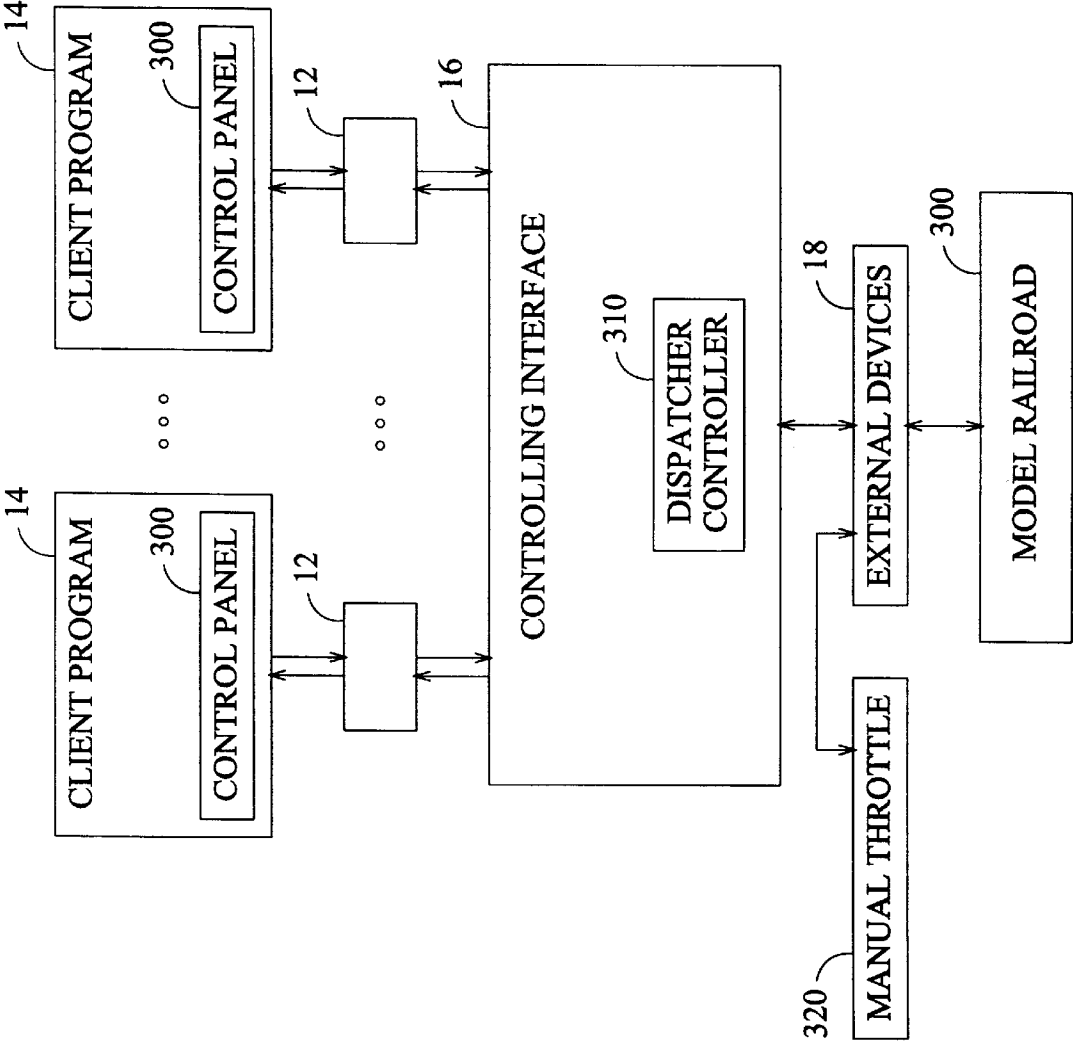 14
CLIENT PROGRAM
300
CONTROL PANEL
14
CLIENT PROGRAM
300
CONTROL PANEL
12
12
16
CONTROLLING INTERFACE
310
DISPATCHER
CONTROLLER
320
MANUAL THROTTLE
18
EXTERNAL DEVICES
300
MODEL RAILROAD